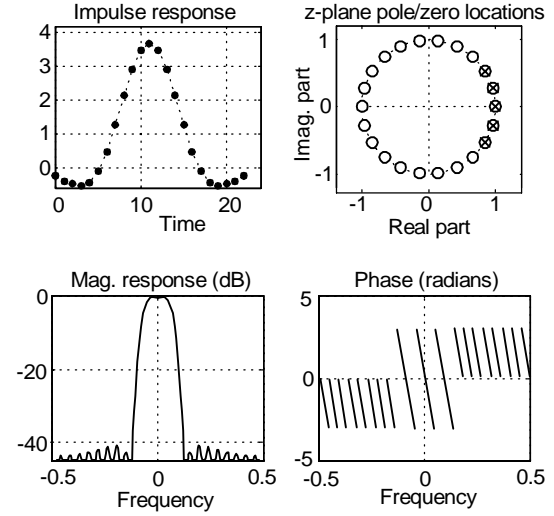 Impulse response
4
3
2
1
0
0
10
20
Time
z-plane pole/zero locations
1
0
-1
-1
0
1
Imag. part
Real part
Mag. response (dB)
0
-20
-40
-0.5
0
0.5
Frequency
Phase (radians)
5
0
-5
-0.5
0
0.5
Frequency